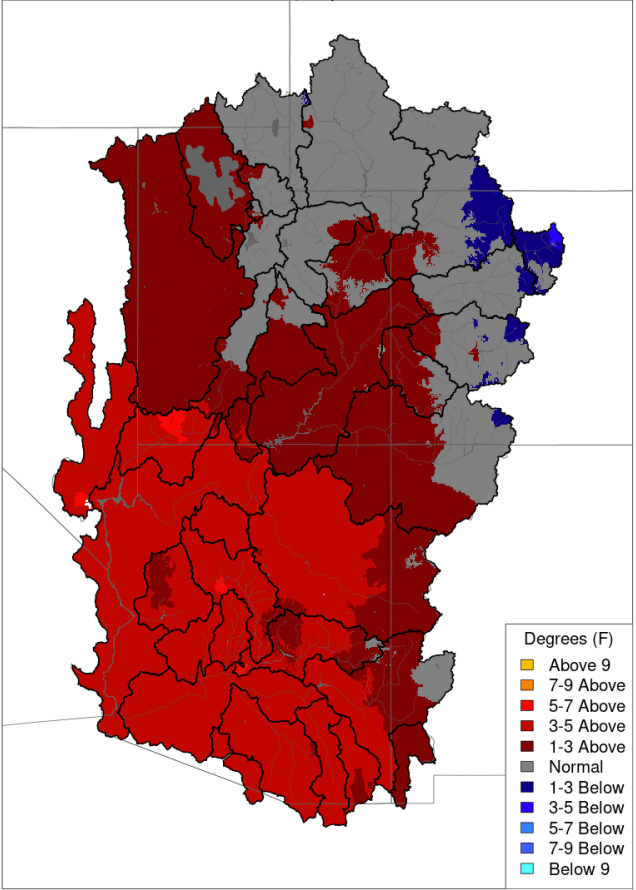 Degrees (F)
Above 9
7-9 Above
5-7 Above
3-5 Above
1-3 Above
Normal
1-3 Below
3-5 Below
5-7 Below
7-9 Below
Below 9